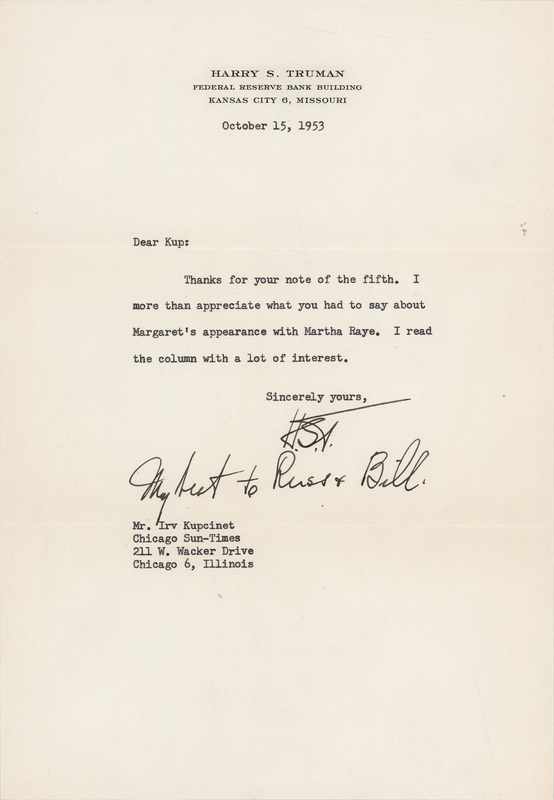 HARRY S. TRUMAN
FEDERAL RESERVE BANK BUILDING
KANSAS CITY 6, MISSOURI
October 15, 1953
Dear Kup:
Thanks for your note of the fifth. I
more than appreciate what you had to say about
Margaret's appearance with Martha Raye. I read
the column with a lot of interest.
Sincerely yours,
H.S.T.
My best to Russ & Bill.
Mr. Irv Kupcinet
Chicago Sun-Times
211 W. Wacker Drive
Chicago 6, Illinois